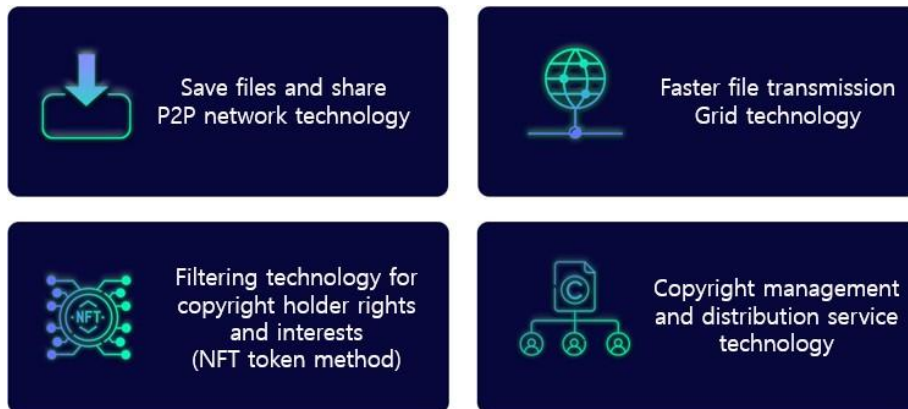 Save files and share
P2P network technology
Faster file transmission
Grid technology
NFT
Filtering technology for
copyright holder rights
and interests
(NFT token method)
C
Copyright management
and distribution service
technology